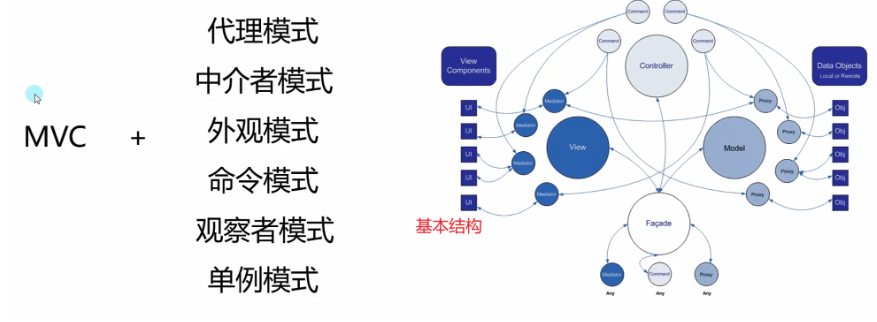 代理模式
中介者模式
MVC + 外观模式
命令模式
观察者模式
单例模式
基本结构
Command
Command
Command
Command
Controller
View
Components
Data Objects
Local or Remote
UI
UI
UI
UI
UI
Mediator
Mediator
Mediator
Mediator
View
Model
Proxy
Proxy
Proxy
Proxy
Obj
Obj
Obj
Obj
Obj
Façade
Mediator
Command
Proxy
Any
Any
Any